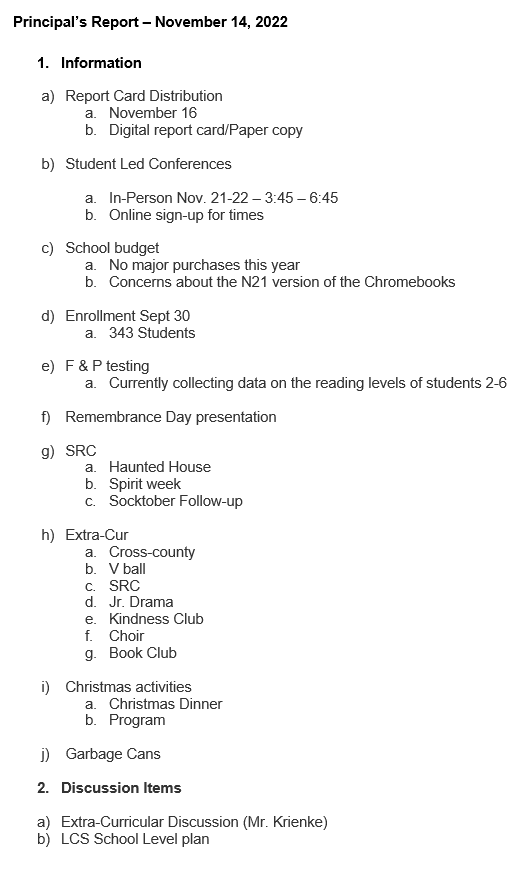 Principal’s Report – November 14, 2022
1. Information
a) Report Card Distribution
a. November 16
b. Digital report card/Paper copy
b) Student Led Conferences
a. In-Person Nov. 21-22 – 3:45 – 6:45
b. Online sign-up for times
c) School budget
a. No major purchases this year
b. Concerns about the N21 version of the Chromebooks
d) Enrollment Sept 30
a. 343 Students
e) F & P testing
a. Currently collecting data on the reading levels of students 2-6
f) Remembrance Day presentation
g) SRC
a. Haunted House
b. Spirit week
c. Socktober Follow-up
h) Extra-Cur
a. Cross-county
b. V ball
c. SRC
d. Jr. Drama
e. Kindness Club
f. Choir
g. Book Club
i) Christmas activities
a. Christmas Dinner
b. Program
j) Garbage Cans
2. Discussion Items
a) Extra-Curricular Discussion (Mr. Krienke)
b) LCS School Level plan